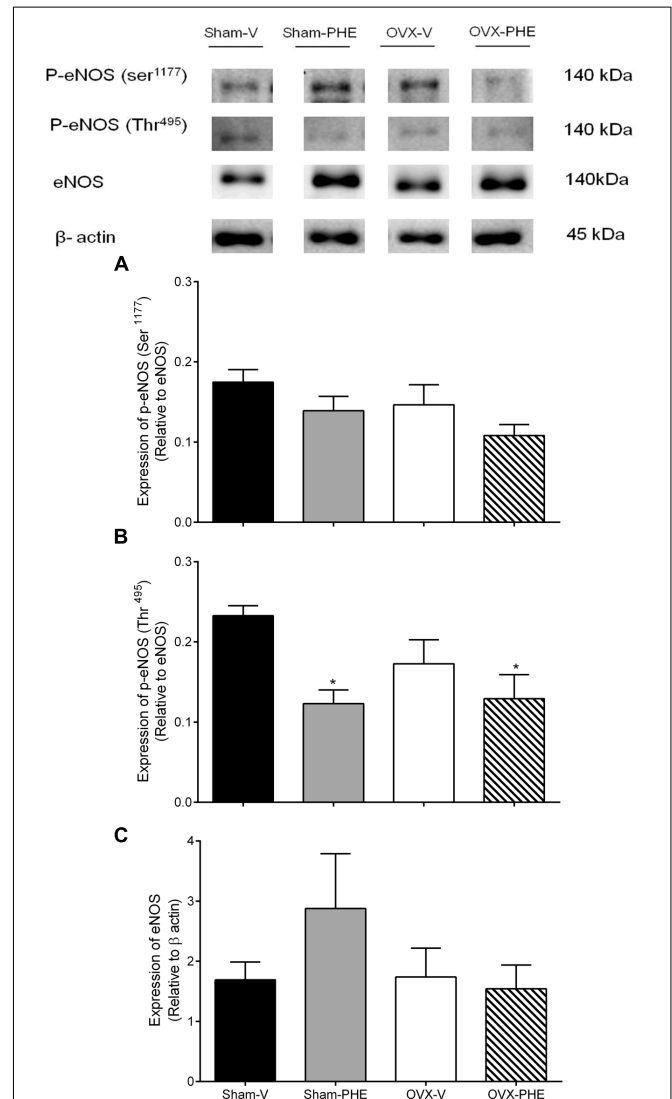 Sham-V Sham-PHE OVX-V OVX-PHE
P-eNOS (ser1177) 140 kDa
P-eNOS (Thr495) 140 kDa
eNOS 140kDa
β- actin 45 kDa
A
Expression of p-eNOS (Ser 1177)
(Relative to eNOS)
0.3
0.2
0.1
0.0
B
Expression of p-eNOS (Thr 495)
(Relative to eNOS)
0.3
0.2
0.1
0.0
*
*
C
Expression of eNOS
(Relative to β actin)
4
3
2
1
0
Sham-V Sham-PHE OVX-V OVX-PHE